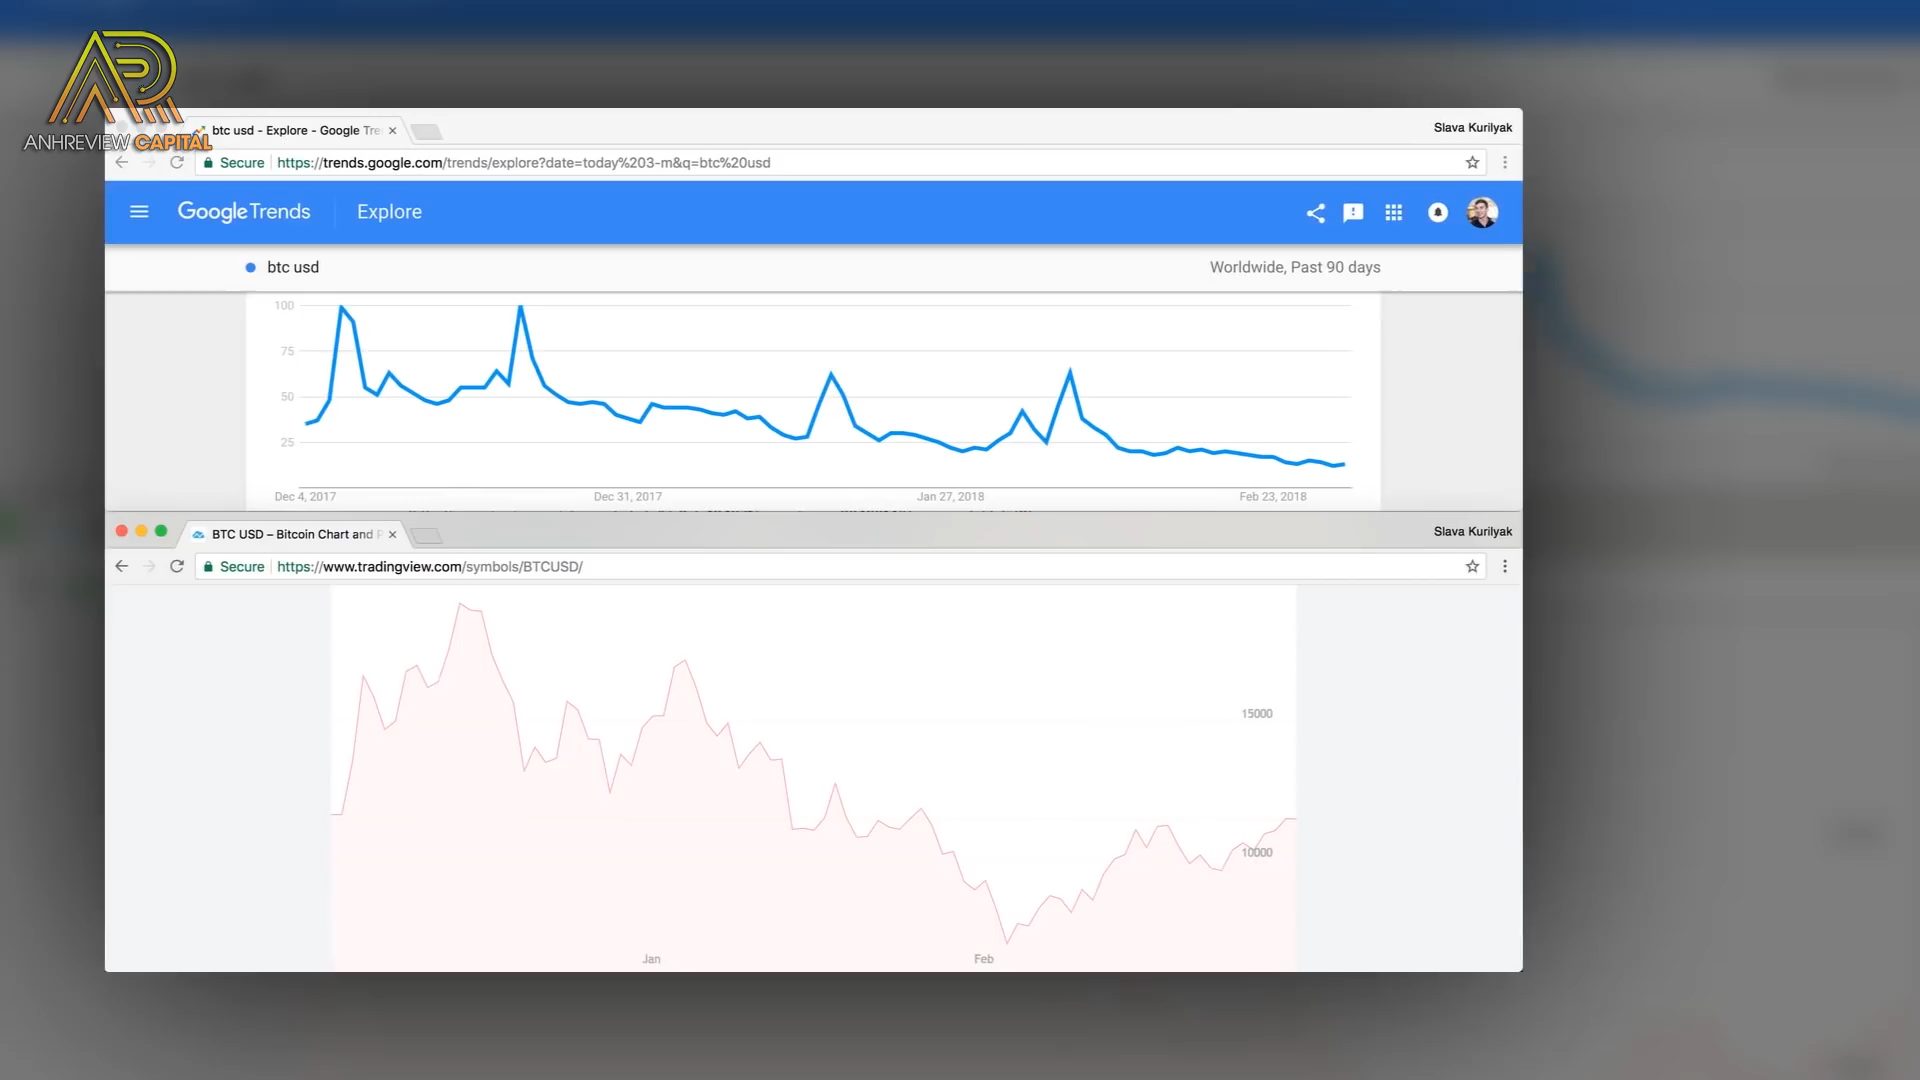 ANHREVIEW CAPITAL
btc usd - Explore - Google Tre
Slava Kurilyak
Secure https://trends.google.com/trends/explore?date=today%203-m&q=btc%20usd
Google Trends Explore
btc usd
Worldwide, Past 90 days
100
75
50
25
Dec 4, 2017 Dec 31, 2017 Jan 27, 2018 Feb 23, 2018
BTC USD – Bitcoin Chart and
Slava Kurilyak
Secure https://www.tradingview.com/symbols/BTCUSD/
15000
10000
Jan Feb